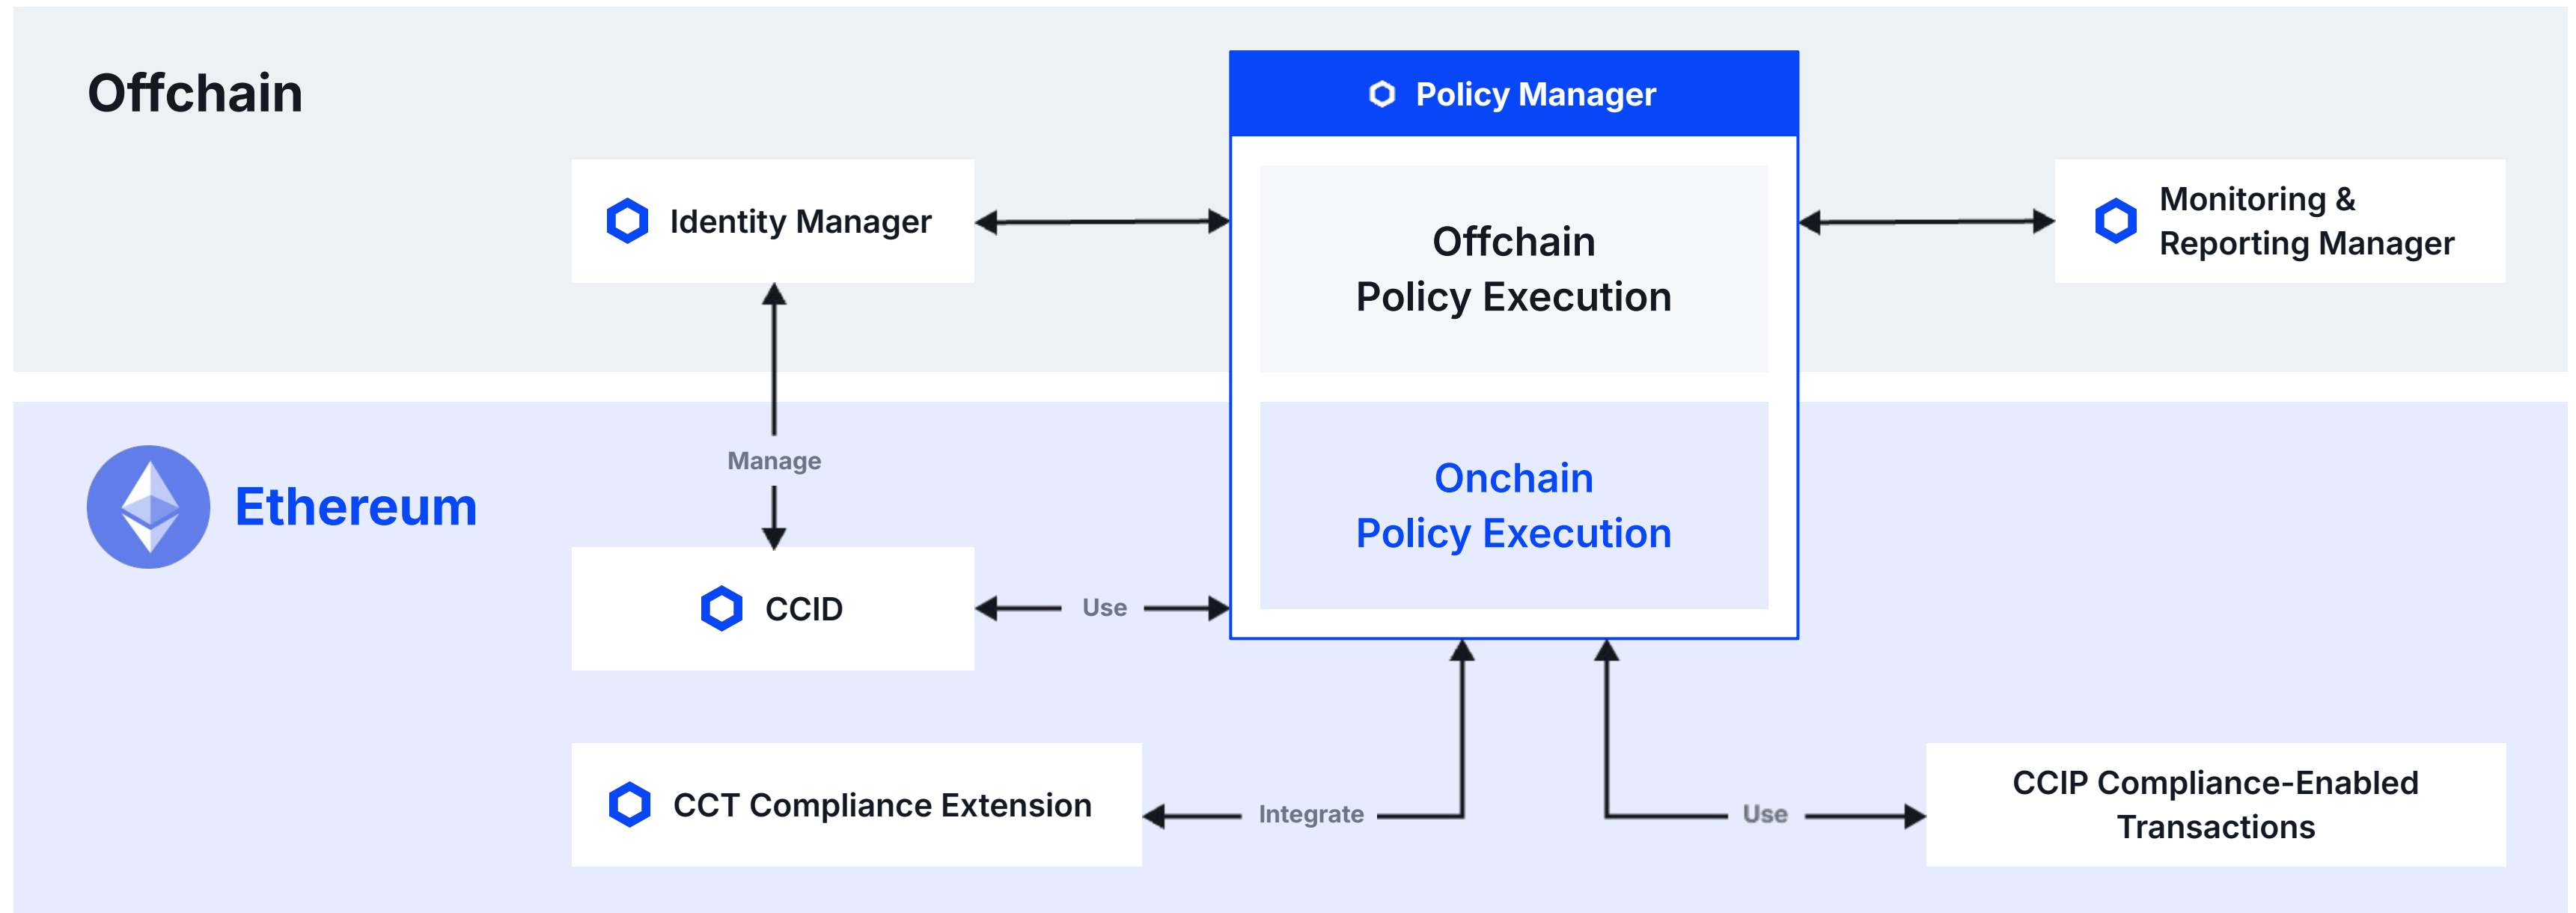 Offchain
Policy Manager
Identity Manager
Offchain
Policy Execution
Monitoring &
Reporting Manager
Manage
Ethereum
Onchain
Policy Execution
CCID
Use
CCT Compliance Extension
Integrate
Use
CCIP Compliance-Enabled
Transactions